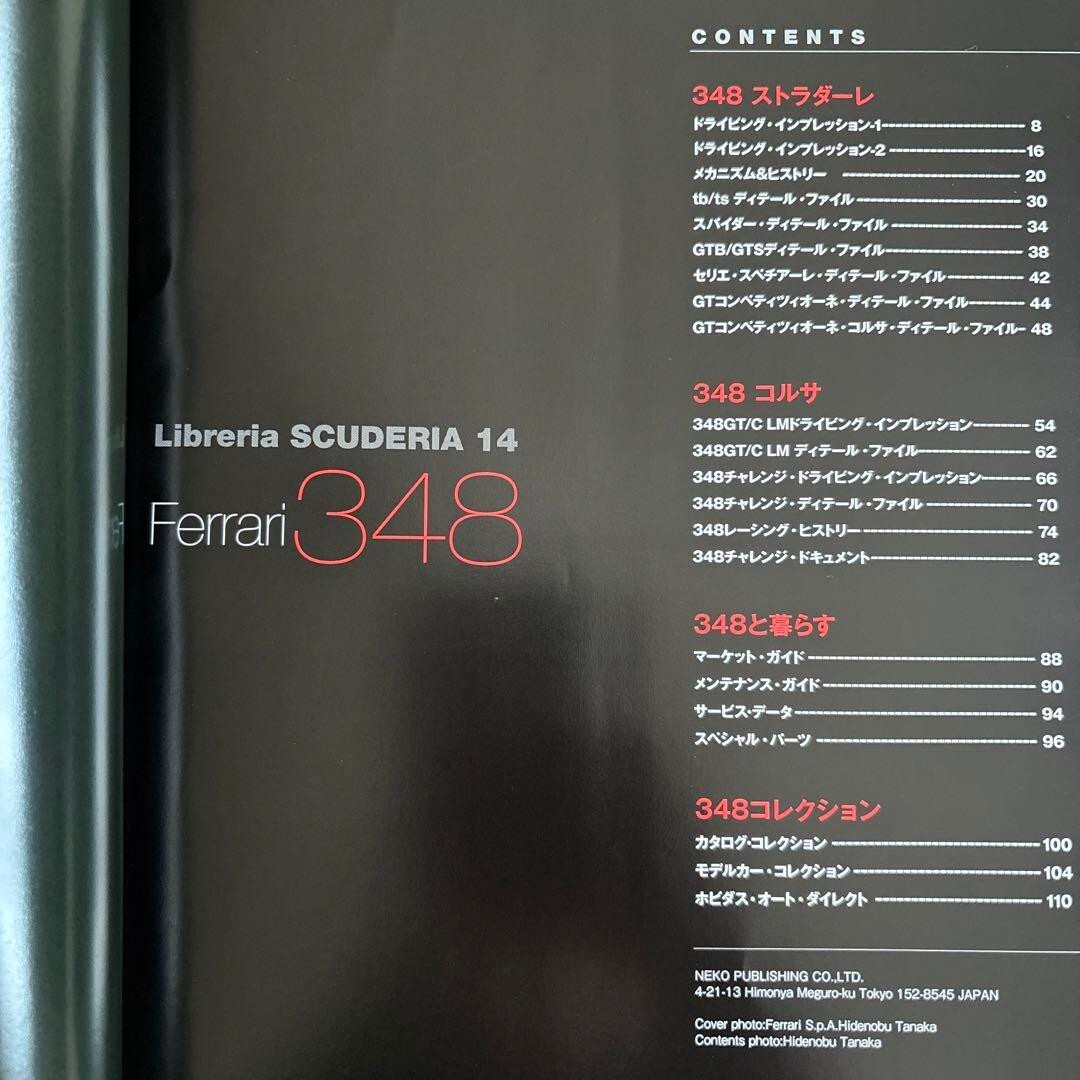 Libreria SCUDERIA 14
Ferrari 348
CONTENTS
348 ストラダーレ
ドライビング・インプレッション-1 8
ドライビング・インプレッション-2 16
メカニズム&ヒストリー 20
tb/ts ディテール・ファイル 30
スパイダー・ディテール・ファイル 34
GTB/GTSディテール・ファイル 38
セリエ・スペチアーレ・ディテール・ファイル 42
GTコンペティツィオーネ・ディテール・ファイル 44
GTコンペティツィオーネ・コルサ・ディテール・ファイル 48
348 コルサ
348GT/C LMドライビング・インプレッション 54
348GT/C LM ディテール・ファイル 62
348チャレンジ・ドライビング・インプレッション 66
348チャレンジ・ディテール・ファイル 70
348レーシング・ヒストリー 74
348チャレンジ・ドキュメント 82
348と暮らす
マーケット・ガイド 88
メンテナンス・ガイド 90
サービス・データ 94
スペシャル・パーツ 96
348コレクション
カタログ・コレクション 100
モデルカー・コレクション 104
ホビダス・オート・ダイレクト 110
NEKO PUBLISHING CO.,LTD.
4-21-13 Himonya Meguro-ku Tokyo 152-8545 JAPAN
Cover photo:Ferrari S.p.A.Hidenobu Tanaka
Contents photo:Hidenobu Tanaka